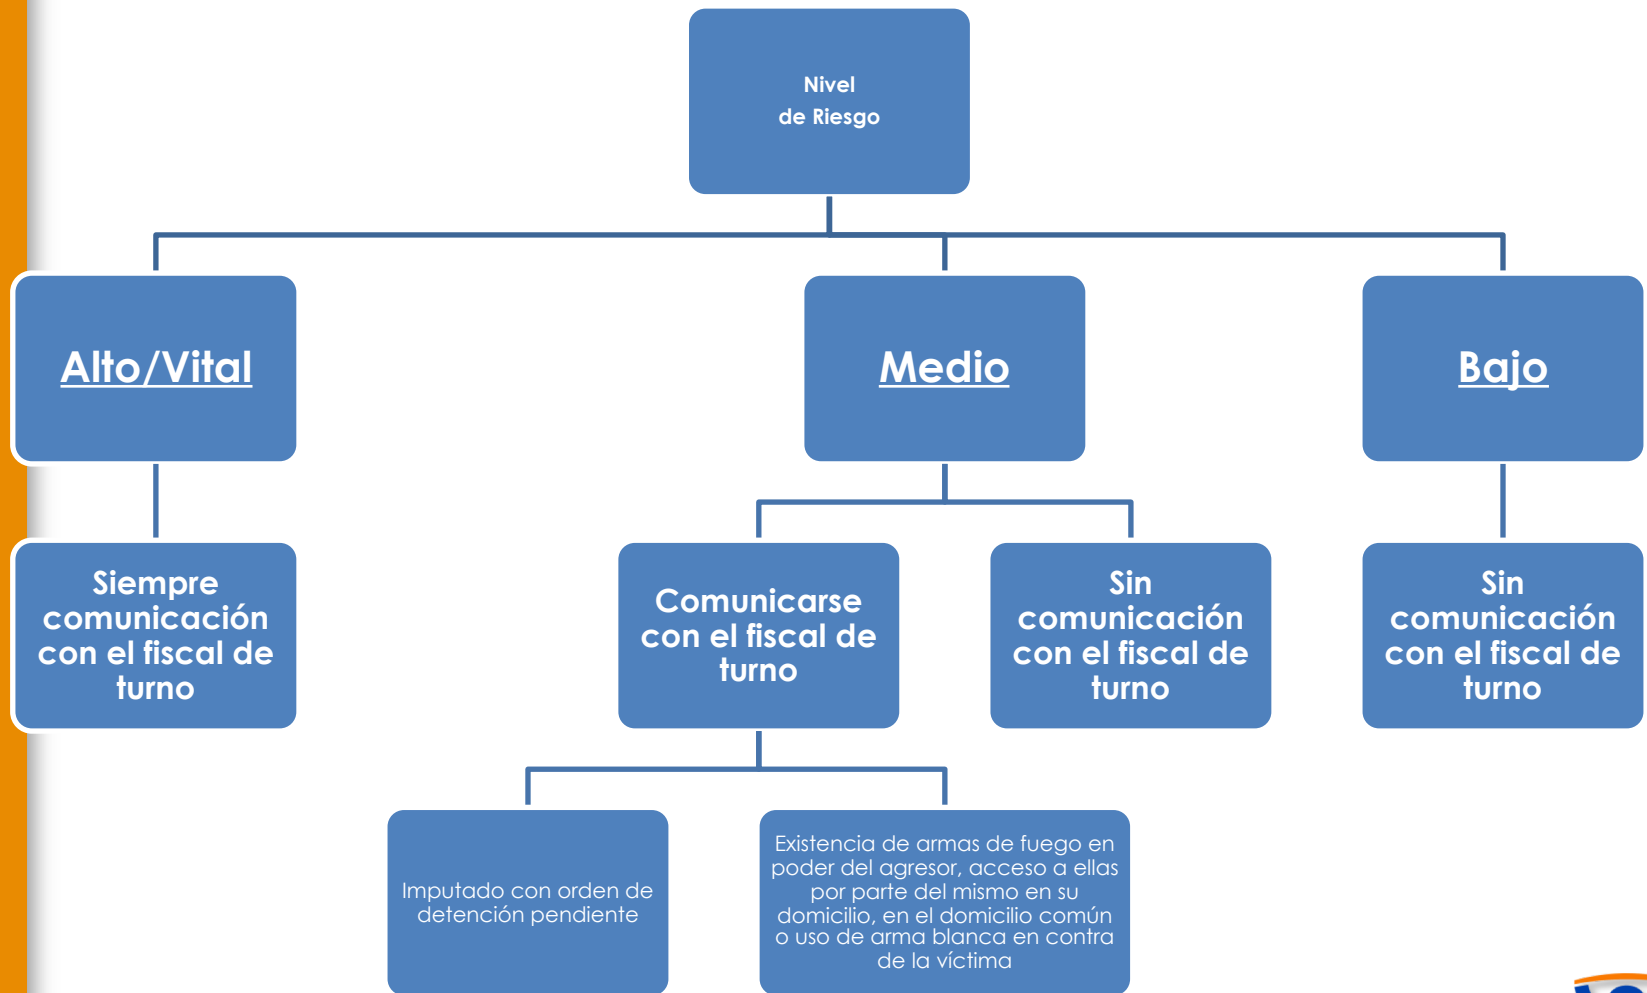 Nivel
de Riesgo
Alto/Vital
Medio
Bajo
Siempre
comunicación
con el fiscal de
turno
Comunicarse
con el fiscal de
turno
Sin
comunicación
con el fiscal de
turno
Sin
comunicación
con el fiscal de
turno
Imputado con orden de
detención pendiente
Existencia de armas de fuego en
poder del agresor, acceso a ellas
por parte del mismo en su
domicilio, en el domicilio común
o uso de arma blanca en contra
de la víctima